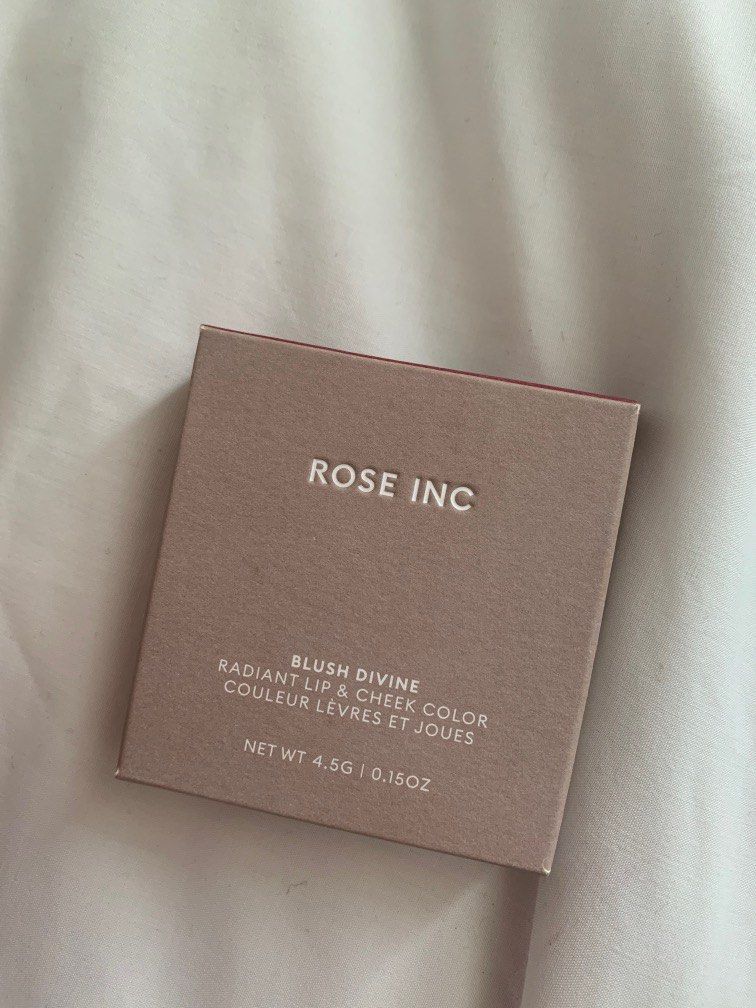 ROSE INC
BLUSH DIVINE
RADIANT LIP & CHEEK COLOR
COULEUR LÈVRES ET JOUES
NET WT 4.5G | 0.15OZ